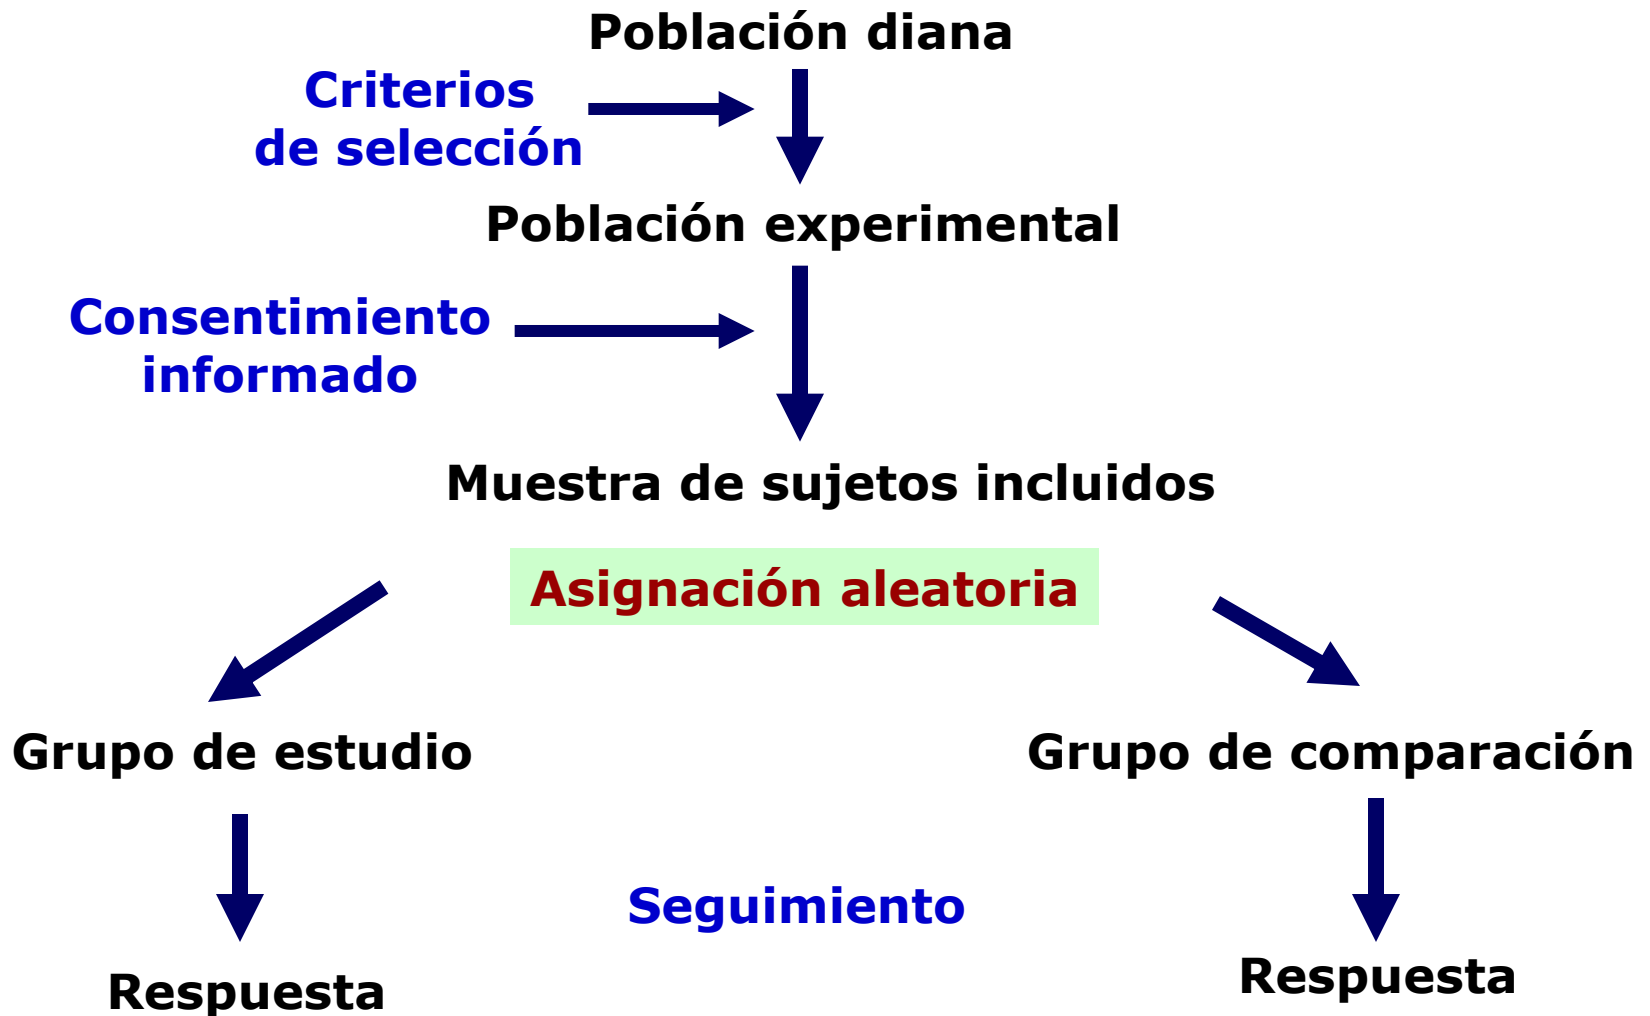 Población diana
Criterios
de selección
Población experimental
Consentimiento
informado
Muestra de sujetos incluidos
Asignación aleatoria
Grupo de estudio
Grupo de comparación
Seguimiento
Respuesta
Respuesta